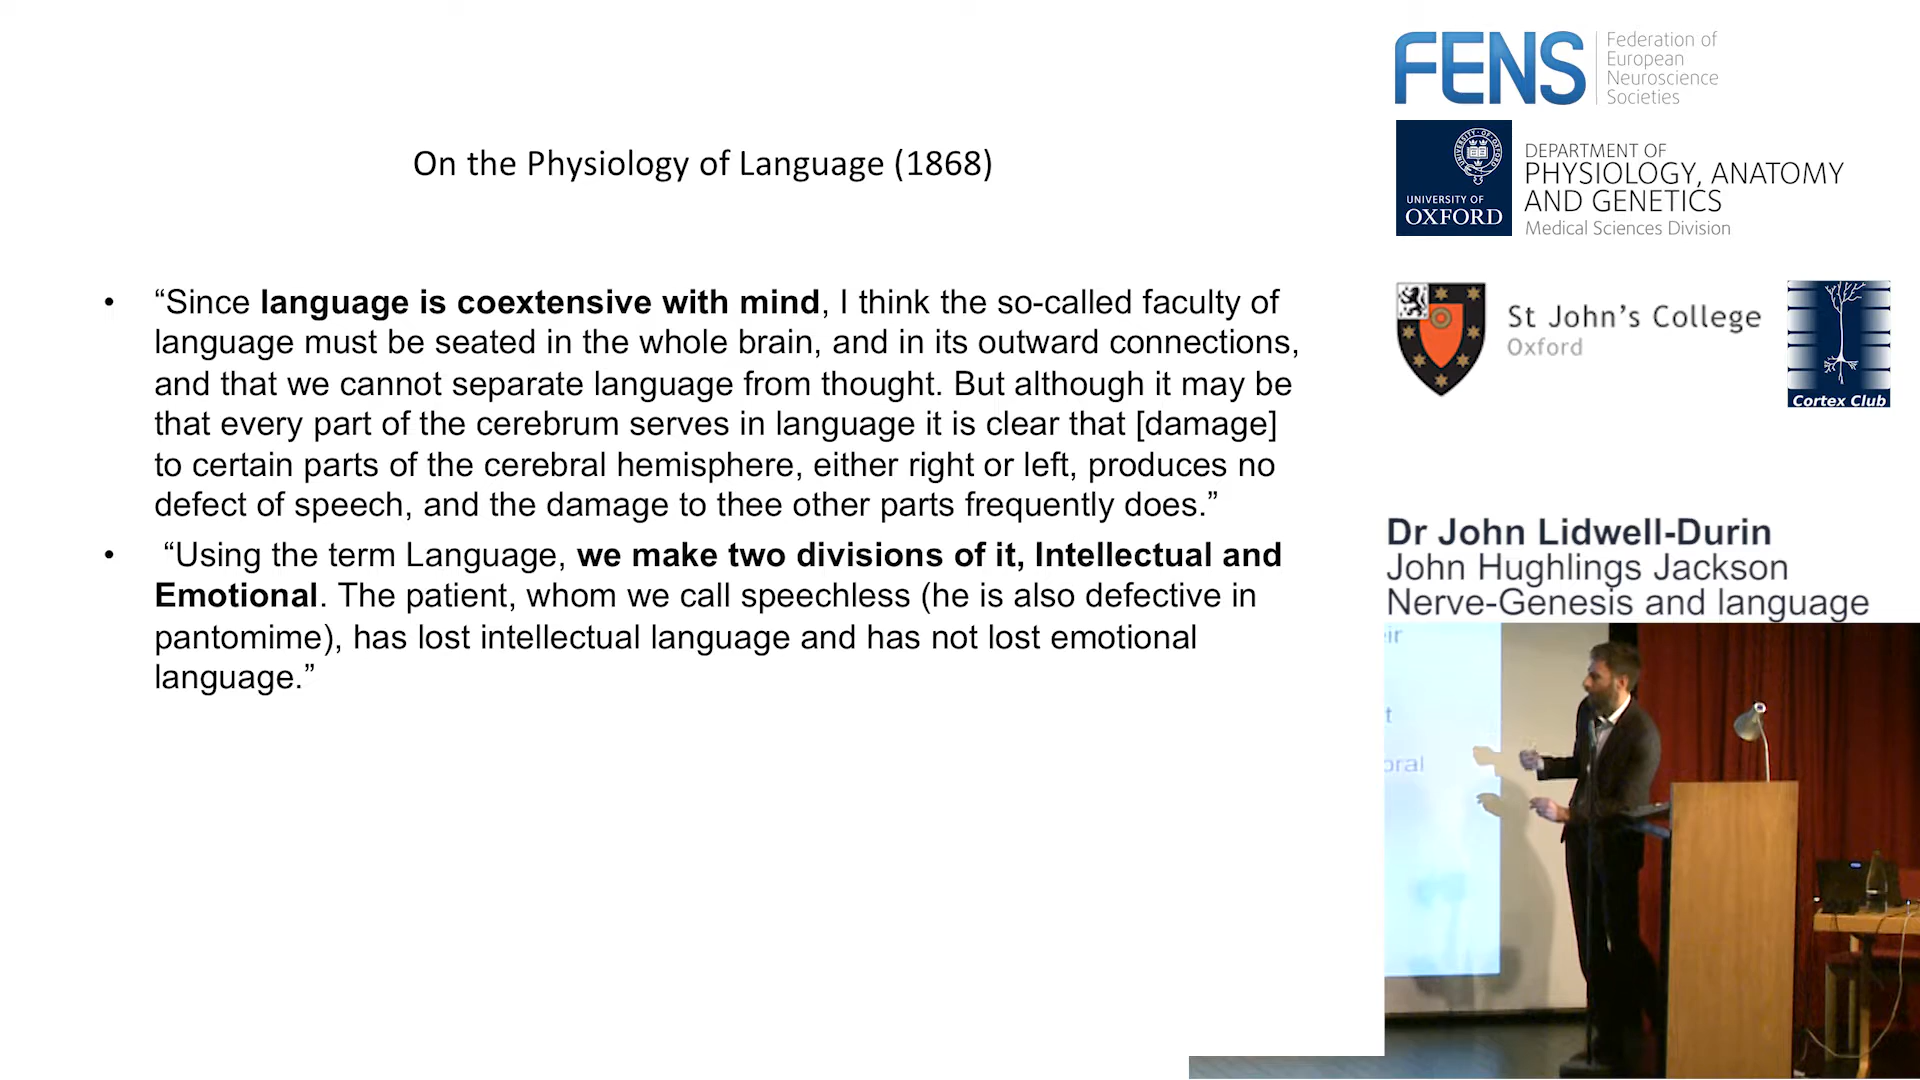 On the Physiology of Language (1868)
• “Since language is coextensive with mind, I think the so-called faculty of
language must be seated in the whole brain, and in its outward connections,
and that we cannot separate language from thought. But although it may be
that every part of the cerebrum serves in language it is clear that [damage]
to certain parts of the cerebral hemisphere, either right or left, produces no
defect of speech, and the damage to thee other parts frequently does.”
• “Using the term Language, we make two divisions of it, Intellectual and
Emotional. The patient, whom we call speechless (he is also defective in
pantomime), has lost intellectual language and has not lost emotional
language.”
FENS
Federation of
European
Neuroscience
Societies
UNIVERSITY OF
OXFORD
DEPARTMENT OF
PHYSIOLOGY, ANATOMY
AND GENETICS
Medical Sciences Division
St John's College
Oxford
Cortex Club
Dr John Lidwell-Durin
John Hughlings Jackson
Nerve-Genesis and language